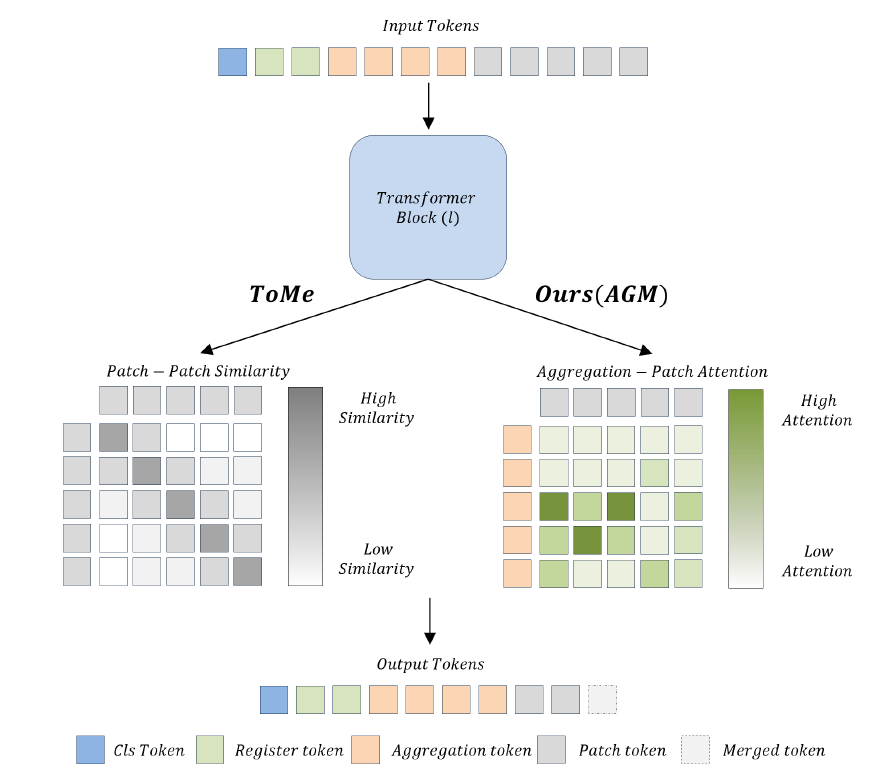 Input Tokens
Transformer
Block (l)
ToMe
Ours(AGM)
Patch − Patch Similarity
High
Similarity
Low
Similarity
Aggregation − Patch Attention
High
Attention
Low
Attention
Output Tokens
Cls Token
Register token
Aggregation token
Patch token
Merged token